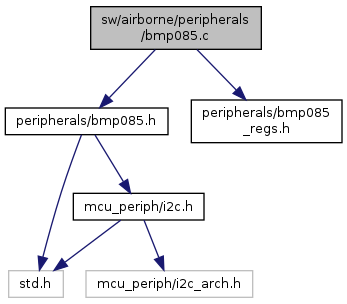 sw/airborne/peripherals
/bmp085.c
peripherals/bmp085.h
peripherals/bmp085
_regs.h
mcu_periph/i2c.h
std.h
mcu_periph/i2c_arch.h